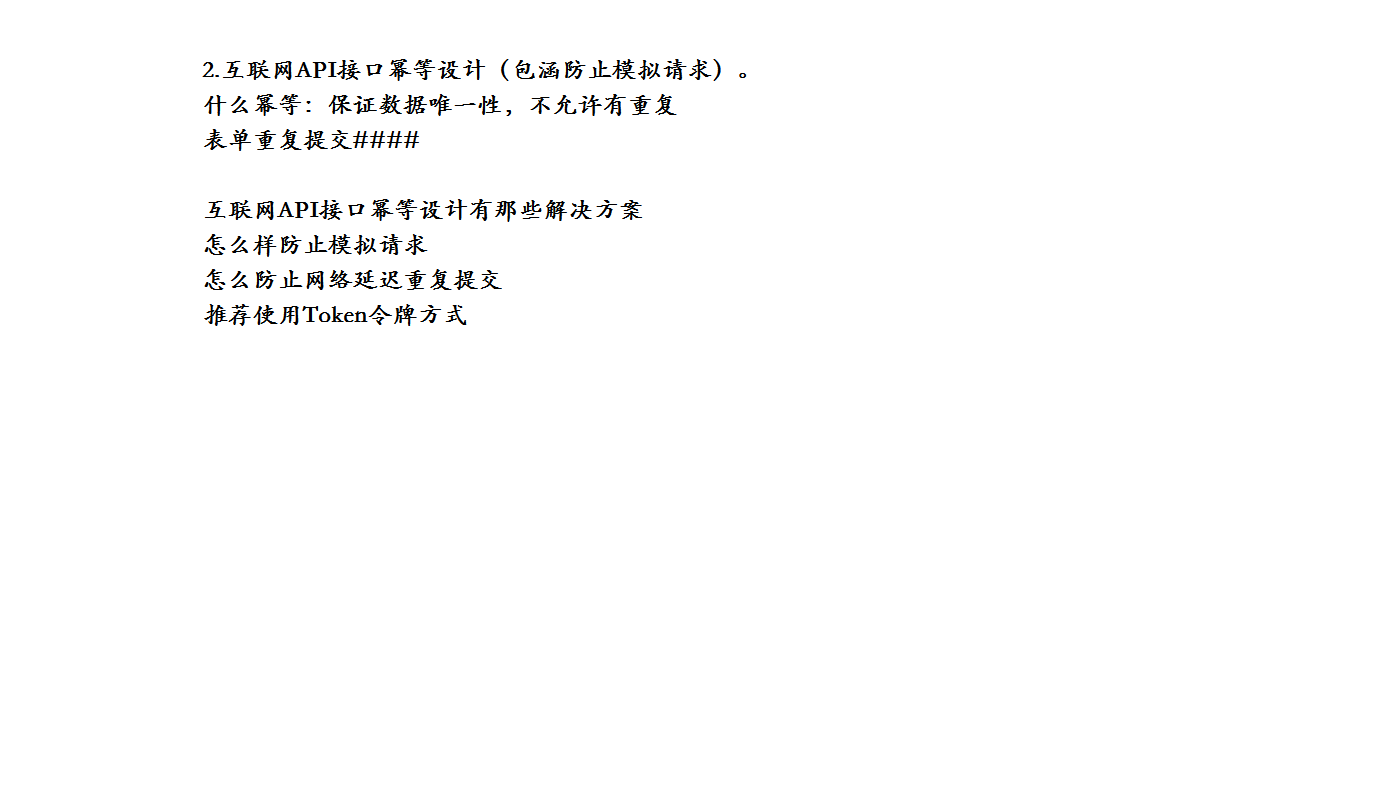 2.互联网API接口幂等设计（包涵防止模拟请求）。
什么幂等：保证数据唯一性，不允许有重复
表单重复提交####
互联网API接口幂等设计有那些解决方案
怎么样防止模拟请求
怎么防止网络延迟重复提交
推荐使用Token令牌方式